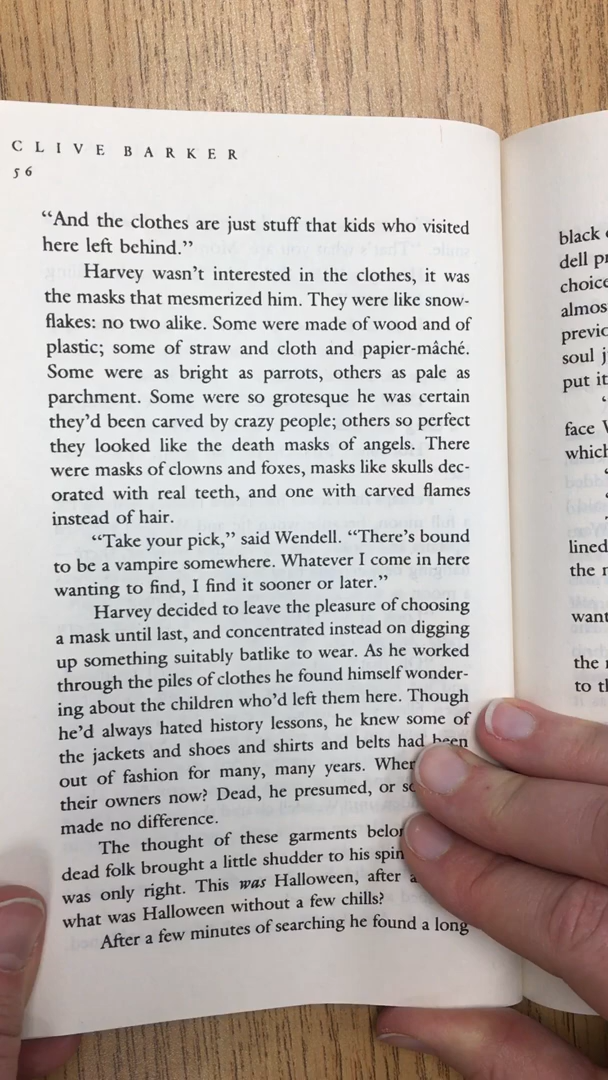 CLIVE BARKER
56
“And the clothes are just stuff that kids who visited
here left behind.”
Harvey wasn’t interested in the clothes, it was
the masks that mesmerized him. They were like snow-
flakes: no two alike. Some were made of wood and of
plastic; some of straw and cloth and papier-mâché.
Some were as bright as parrots, others as pale as
parchment. Some were so grotesque he was certain
they’d been carved by crazy people; others so perfect
they looked like the death masks of angels. There
were masks of clowns and foxes, masks like skulls dec-
orated with real teeth, and one with carved flames
instead of hair.
“Take your pick,” said Wendell. “There’s bound
to be a vampire somewhere. Whatever I come in here
wanting to find, I find it sooner or later.”
Harvey decided to leave the pleasure of choosing
a mask until last, and concentrated instead on digging
up something suitably batlike to wear. As he worked
through the piles of clothes he found himself wonder-
ing about the children who’d left them here. Though
he’d always hated history lessons, he knew some of
the jackets and shoes and shirts and belts had been
out of fashion for many, many years.
their owners now? Dead, he presumed, or
made no difference.
The thought of these garments
dead folk brought a little shudder to his
was only right. This was Halloween, after
what was Halloween without a few chills?
After a few minutes of searching he found a long
black
dell
put it
face
lined
the
want
the
to